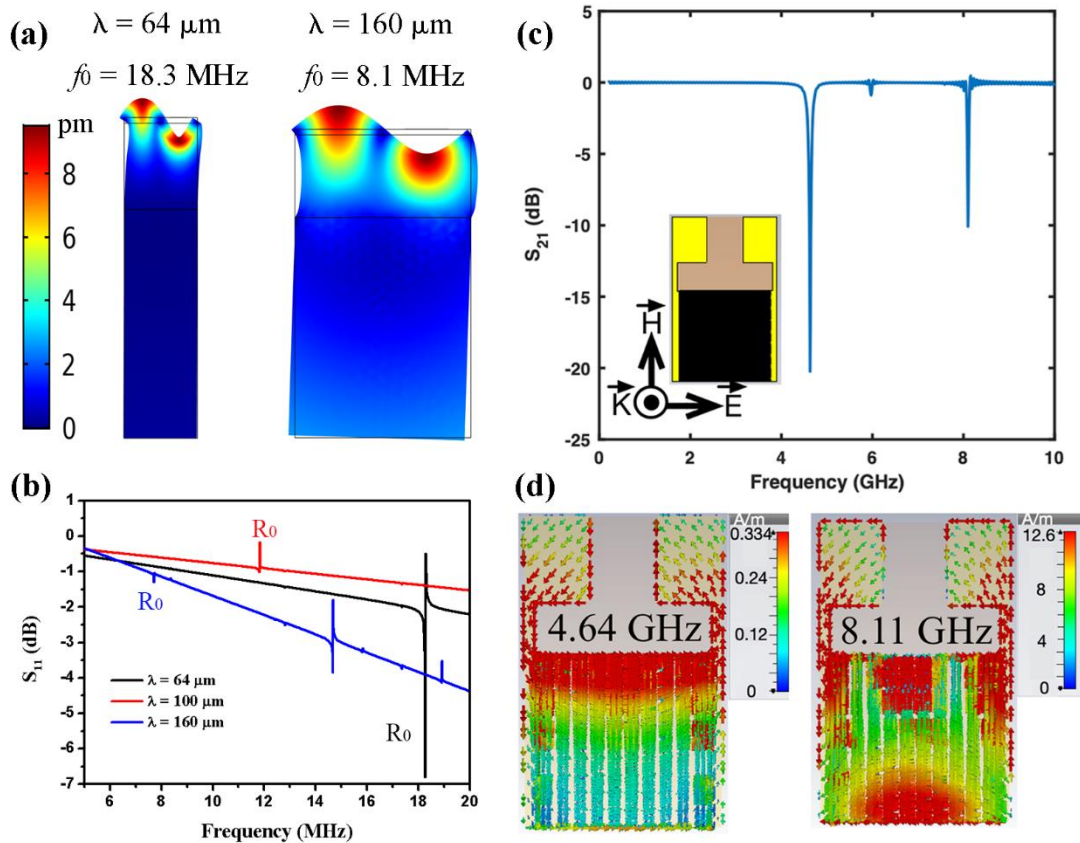 (a)
λ = 64 μm
λ = 160 μm
f0 = 18.3 MHz
f0 = 8.1 MHz
pm
8
6
4
2
0
(b)
1
0
-1
-2
-3
-4
-5
-6
-7
S11 (dB)
R0
R0
R0
λ = 64 μm
λ = 100 μm
λ = 160 μm
6 8 10 12 14 16 18 20
Frequency (MHz)
(c)
5
0
-5
-10
-15
-20
-25
S21 (dB)
H
K
E
0 2 4 6 8 10
Frequency (GHz)
(d)
A/m
0.334
0.24
0.12
0
4.64 GHz
A/m
12.6
8
4
0
8.11 GHz